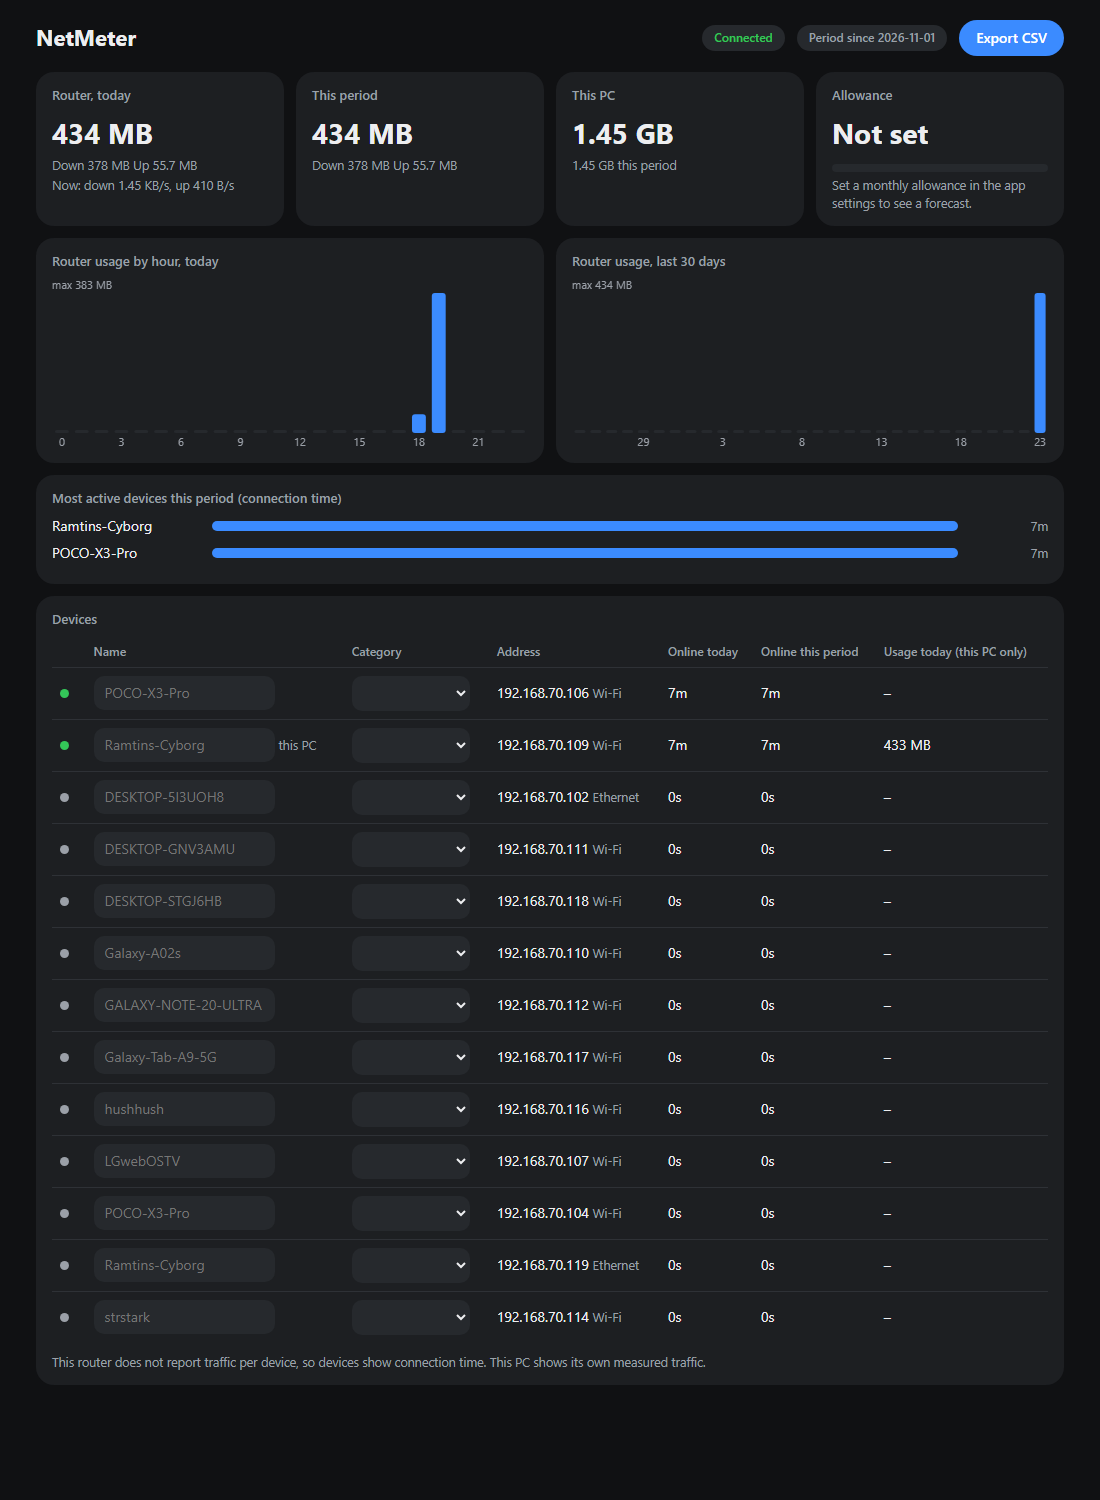 NetMeter
Connected
Period since 2026-11-01
Export CSV
Router, today
434 MB
Down 378 MB Up 55.7 MB
Now: down 1.45 KB/s, up 410 B/s
This period
434 MB
Down 378 MB Up 55.7 MB
This PC
1.45 GB
1.45 GB this period
Allowance
Not set
Set a monthly allowance in the app
settings to see a forecast.
Router usage by hour, today
max 383 MB
0 3 6 9 12 15 18 21
Router usage, last 30 days
max 434 MB
29 3 8 13 18 23
Most active devices this period (connection time)
Ramtins-Cyborg 7m
POCO-X3-Pro 7m
Devices
Name Category Address Online today Online this period Usage today (this PC only)
POCO-X3-Pro 192.168.70.106 Wi-Fi 7m 7m –
Ramtins-Cyborg this PC 192.168.70.109 Wi-Fi 7m 7m 433 MB
DESKTOP-5I3UOH8 192.168.70.102 Ethernet 0s 0s –
DESKTOP-GNV3AMU 192.168.70.111 Wi-Fi 0s 0s –
DESKTOP-STGJ6HB 192.168.70.118 Wi-Fi 0s 0s –
Galaxy-A02s 192.168.70.110 Wi-Fi 0s 0s –
GALAXY-NOTE-20-ULTRA 192.168.70.112 Wi-Fi 0s 0s –
Galaxy-Tab-A9-5G 192.168.70.117 Wi-Fi 0s 0s –
hushhush 192.168.70.116 Wi-Fi 0s 0s –
LGwebOSTV 192.168.70.107 Wi-Fi 0s 0s –
POCO-X3-Pro 192.168.70.104 Wi-Fi 0s 0s –
Ramtins-Cyborg 192.168.70.119 Ethernet 0s 0s –
strstark 192.168.70.114 Wi-Fi 0s 0s –
This router does not report traffic per device, so devices show connection time. This PC shows its own measured traffic.